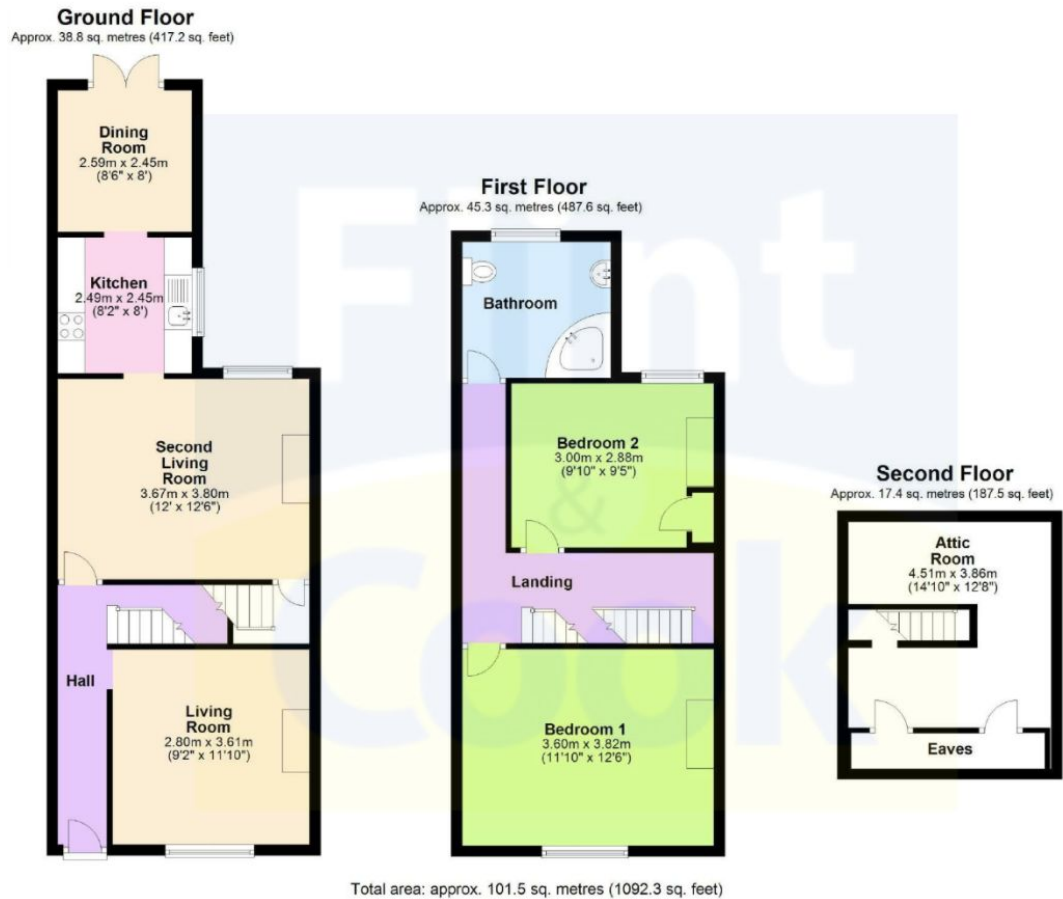 Ground Floor
Approx. 38.8 sq. metres (417.2 sq. feet)
Dining
Room
2.59m x 2.45m
(8'6" x 8')
Kitchen
2.49m x 2.45m
(8'2" x 8')
Second
Living
Room
3.67m x 3.80m
(12' x 12'6")
Hall
Living
Room
2.80m x 3.61m
(9'2" x 11'10")
First Floor
Approx. 45.3 sq. metres (487.6 sq. feet)
Bathroom
Bedroom 2
3.00m x 2.88m
(9'10" x 9'5")
Landing
Bedroom 1
3.60m x 3.82m
(11'10" x 12'6")
Second Floor
Approx. 17.4 sq. metres (187.5 sq. feet)
Attic
Room
4.51m x 3.86m
(14'10" x 12'8")
Eaves
Total area: approx. 101.5 sq. metres (1092.3 sq. feet)
Flint
&
Cook